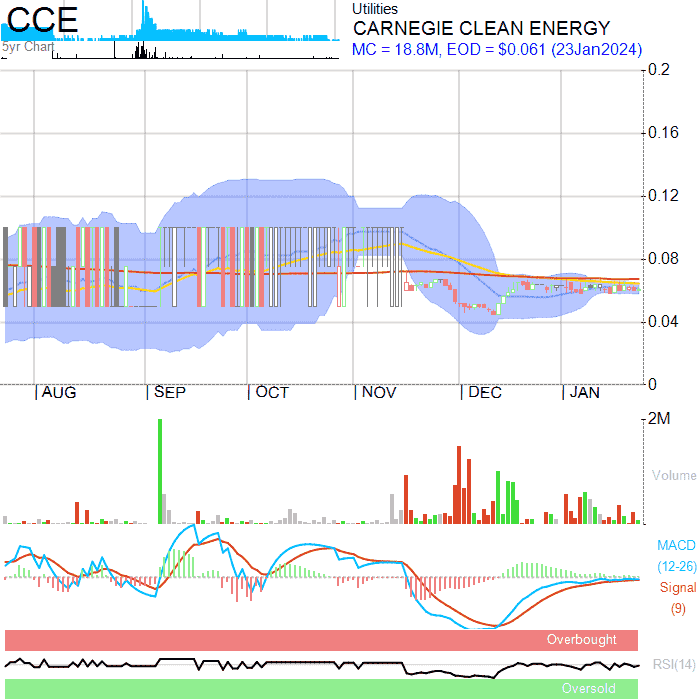 CCE
5yr Chart
Utilities
CARNEGIE CLEAN ENERGY
MC = 18.8M, EOD = $0.061 (23Jan2024)
0.2
0.16
0.12
0.08
0.04
0
AUG SEP OCT NOV DEC JAN
2M
Volume
MACD
(12-26)
Signal
(9)
Overbought
RSI(14)
Oversold